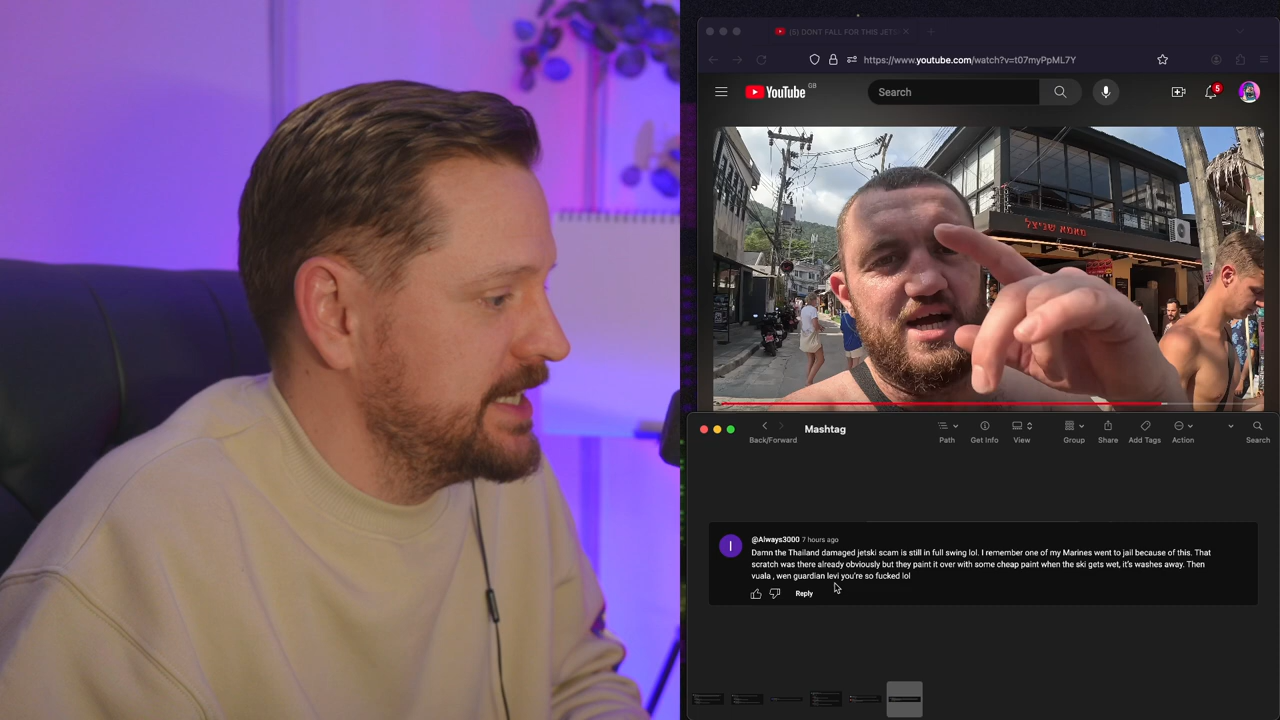 (5) DONT FALL FOR THIS JETS
https://www.youtube.com/watch?v=t07myPpML7Y
YouTube GB
Search
5
מאמא שניצל
Mashtag
Back/Forward
Path
Get Info
View
Group
Share
Add Tags
Action
Search
@Always3000 7 hours ago
Damn the Thailand damaged jetski scam is still in full swing lol. I remember one of my Marines went to jail because of this. That
scratch was there already obviously but they paint it over with some cheap paint when the ski gets wet, it's washes away. Then
vuala , wen guardian levi you're so fucked lol
I
Reply